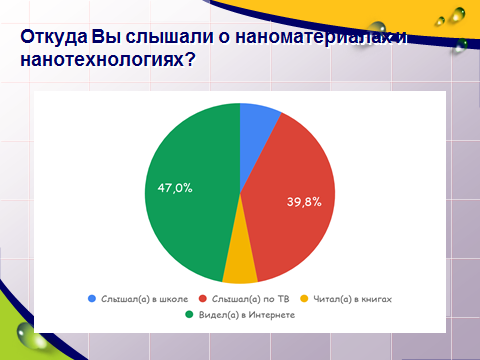 Откуда Вы слышали о наноматериалах и
нанотехнологиях?
47,0%
39,8%
Слышал(а) в школе Слышал(а) по ТВ Читал(а) в книгах
Видел(а) в Интернете